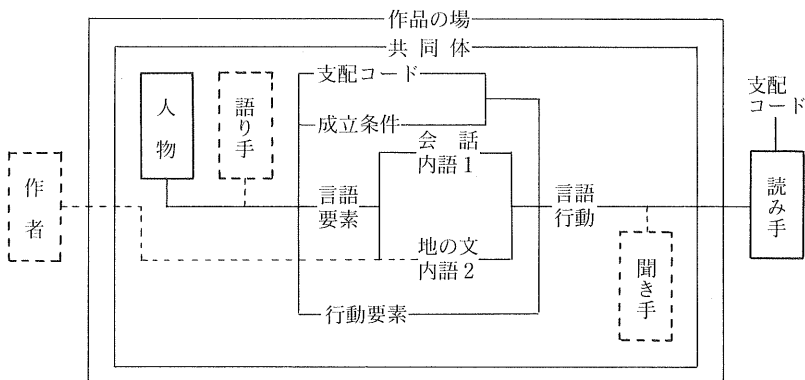 作品の場
共同体
支配コード
成立条件
人物
語り手
作者
言語
要素
会話
内語1
地の文
内語2
行動要素
言語
行動
聞き手
支配
コード
読み手